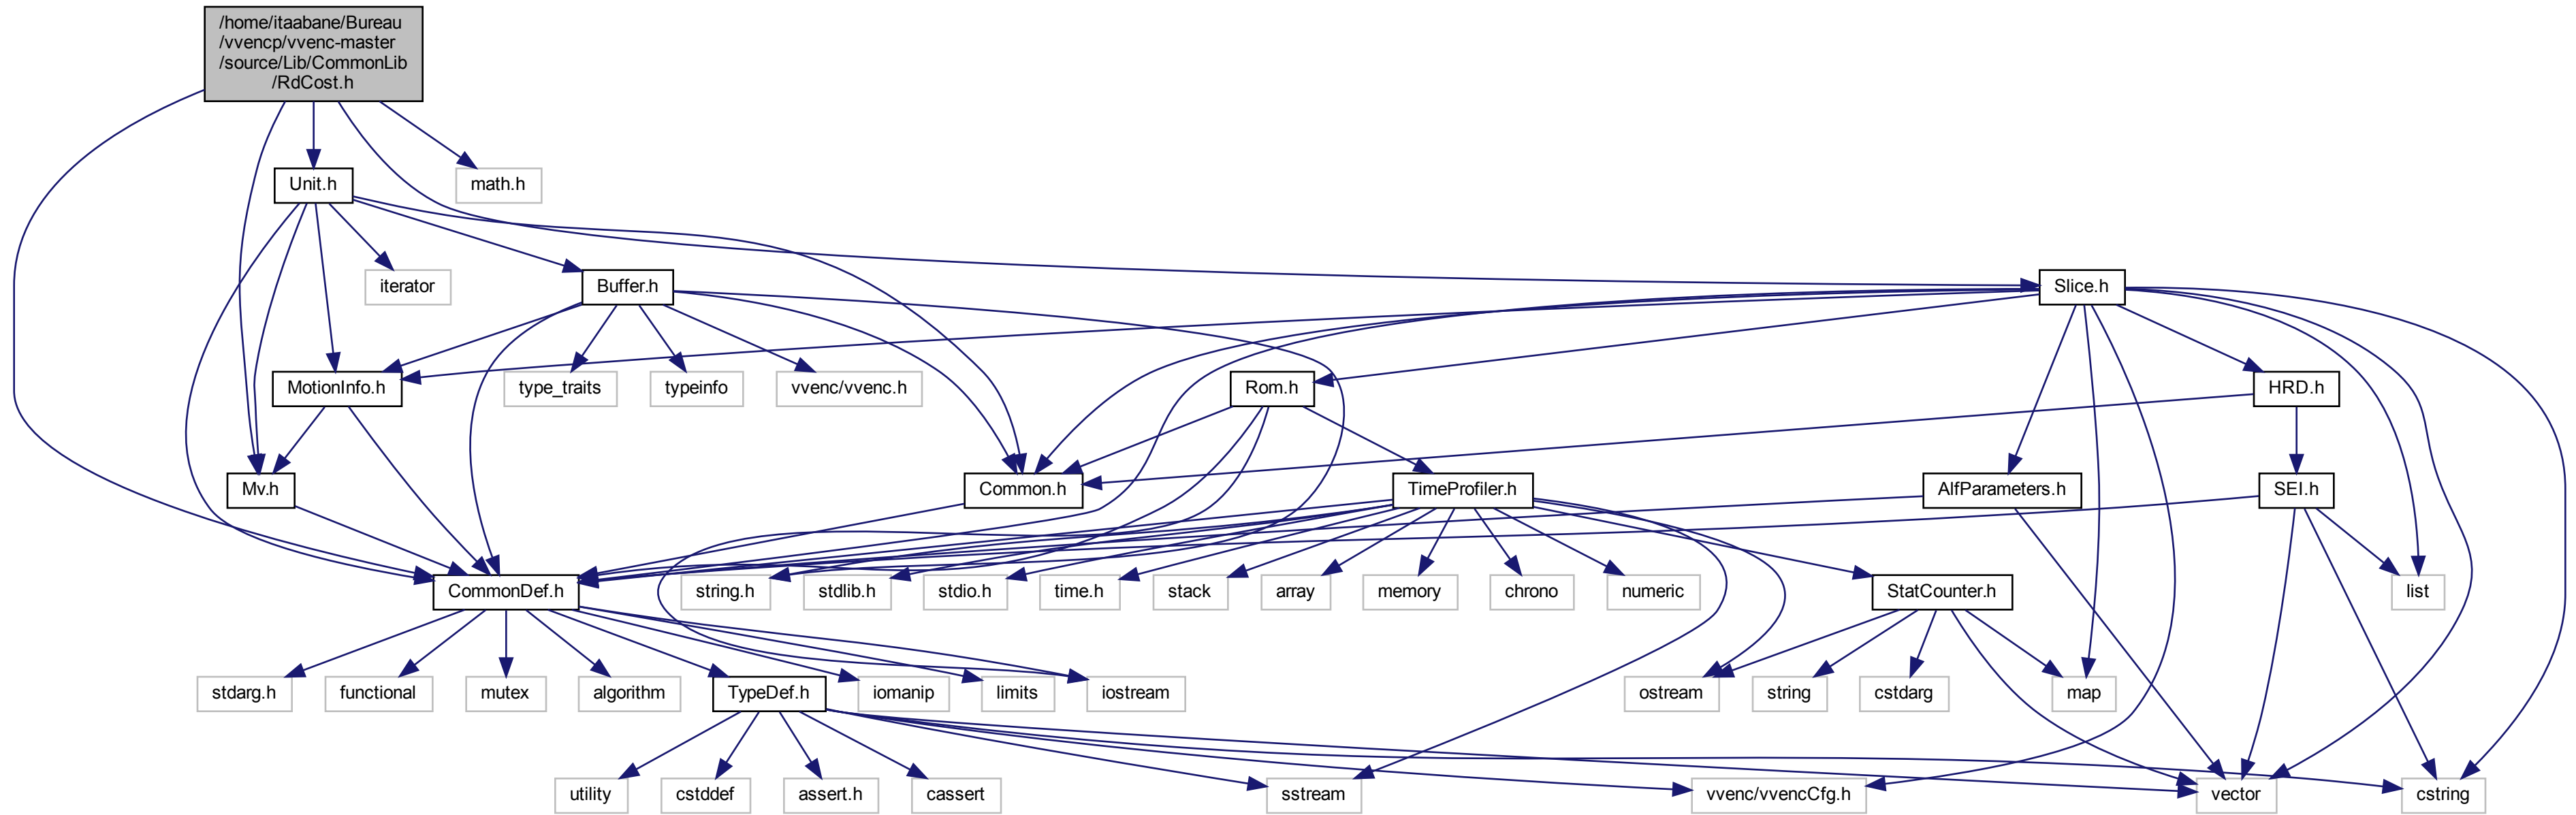 /home/itaabane/Bureau
/vvencp/vvenc-master
/source/Lib/CommonLib
/RdCost.h
Unit.h
math.h
iterator
Buffer.h
Slice.h
MotionInfo.h
type_traits
typeinfo
vvenc/vvenc.h
Rom.h
HRD.h
Mv.h
Common.h
TimeProfiler.h
AlfParameters.h
SEI.h
CommonDef.h
string.h
stdlib.h
stdio.h
time.h
stack
array
memory
chrono
numeric
StatCounter.h
list
stdarg.h
functional
mutex
algorithm
TypeDef.h
iomanip
limits
iostream
ostream
string
cstdarg
map
utility
cstddef
assert.h
cassert
sstream
vvenc/vvencCfg.h
vector
cstring